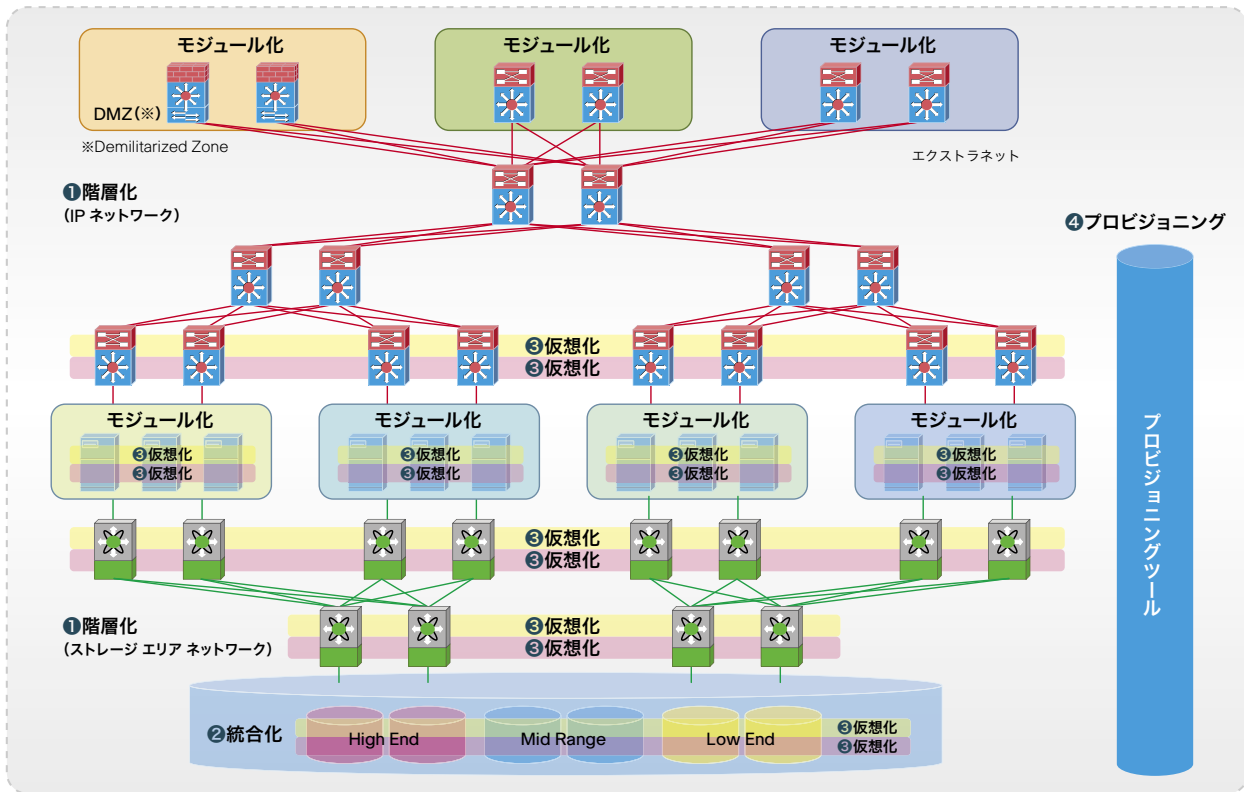 モジュール化
モジュール化
モジュール化
DMZ(※)
※Demilitarized Zone
エクストラネット
❶階層化
(IP ネットワーク)
❹プロビジョニング
❸仮想化
❸仮想化
モジュール化
モジュール化
モジュール化
モジュール化
❸仮想化
❸仮想化
❸仮想化
❸仮想化
❸仮想化
❸仮想化
❸仮想化
❸仮想化
プロビジョニングツール
❸仮想化
❸仮想化
❶階層化
(ストレージ エリア ネットワーク)
❸仮想化
❸仮想化
❷統合化
High End
Mid Range
Low End
❸仮想化
❸仮想化